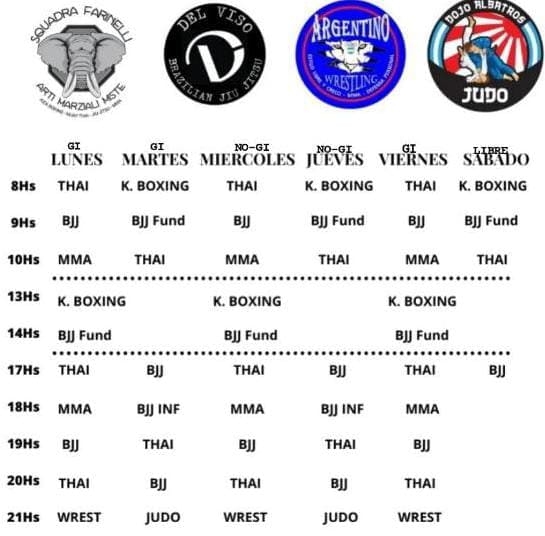 SQUADRA FARINELLI
ARTI MARZIALI MISTE
DEL VISO
BRAZILIAN JIU JITSU
ARGENTINO
WRESTLING
DOJO ALBATROS
JUDO
GI GI NO-GI NO-GI GI LIBRE
LUNES MARTES MIERCOLES JUEVES VIERNES SABADO
8Hs THAI K. BOXING THAI K. BOXING THAI K. BOXING
9Hs BJJ BJJ Fund BJJ BJJ Fund BJJ BJJ Fund
10Hs MMA THAI MMA THAI MMA THAI
13Hs K. BOXING K. BOXING K. BOXING
14Hs BJJ Fund BJJ Fund BJJ Fund
17Hs THAI BJJ THAI BJJ THAI BJJ
18Hs MMA BJJ INF MMA BJJ INF MMA
19Hs BJJ THAI BJJ THAI BJJ
20Hs THAI BJJ THAI BJJ THAI
21Hs WREST JUDO WREST JUDO WREST